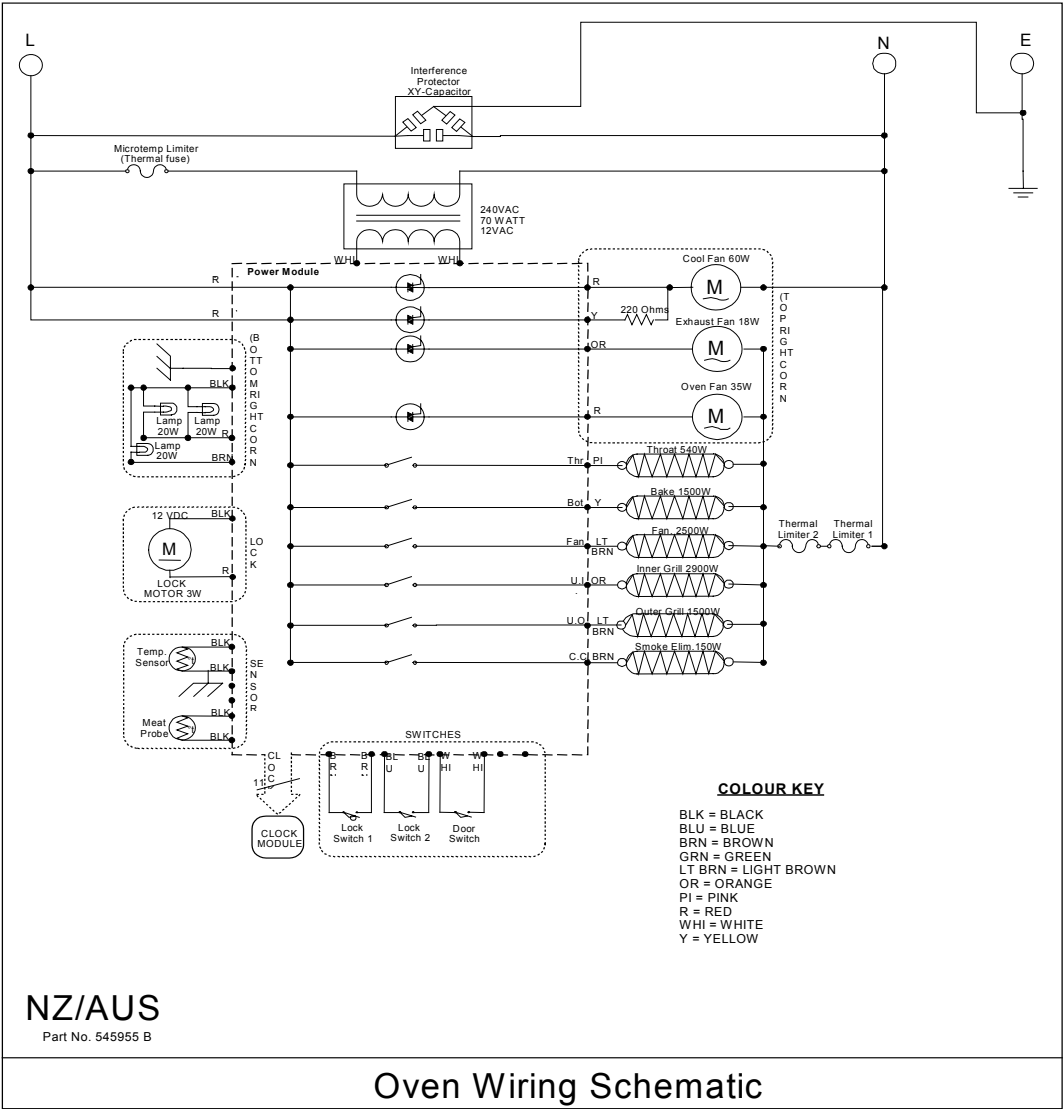 L
N
E
Interference
Protector
XY-Capacitor
Microtemp Limiter
(Thermal fuse)
240VAC
70 WATT
12VAC
WHI
WHI
Power Module
R
R
R
Y
OR
R
220 Ohms
Cool Fan 60W
M
Exhaust Fan 18W
M
Oven Fan 35W
M
(TOP RIGHT CORN
(BOTTOM RIGHT CORN
BLK
Lamp
20W
Lamp
20W
R
Lamp
20W
BRN
Thr PI
Throat 540W
Bot Y
Bake 1500W
Fan LT
BRN
Fan. 2500W
U.I OR
Inner Grill 2900W
U.O LT
BRN
Outer Grill 1500W
C.C BRN
Smoke Elim.150W
Thermal
Limiter 2
Thermal
Limiter 1
12 VDC
BLK
M
R
LOCK
MOTOR 3W
LOCK
Temp.
Sensor
t
BLK
BLK
Meat
Probe
t
BLK
BLK
SENSOR
CLOC
11
CLOCK
MODULE
SWITCHES
BR
BR
BLU
BLU
WHI
WHI
Lock
Switch 1
Lock
Switch 2
Door
Switch
COLOUR KEY
BLK = BLACK
BLU = BLUE
BRN = BROWN
GRN = GREEN
LT BRN = LIGHT BROWN
OR = ORANGE
PI = PINK
R = RED
WHI = WHITE
Y = YELLOW
NZ/AUS
Part No. 545955 B
Oven Wiring Schematic